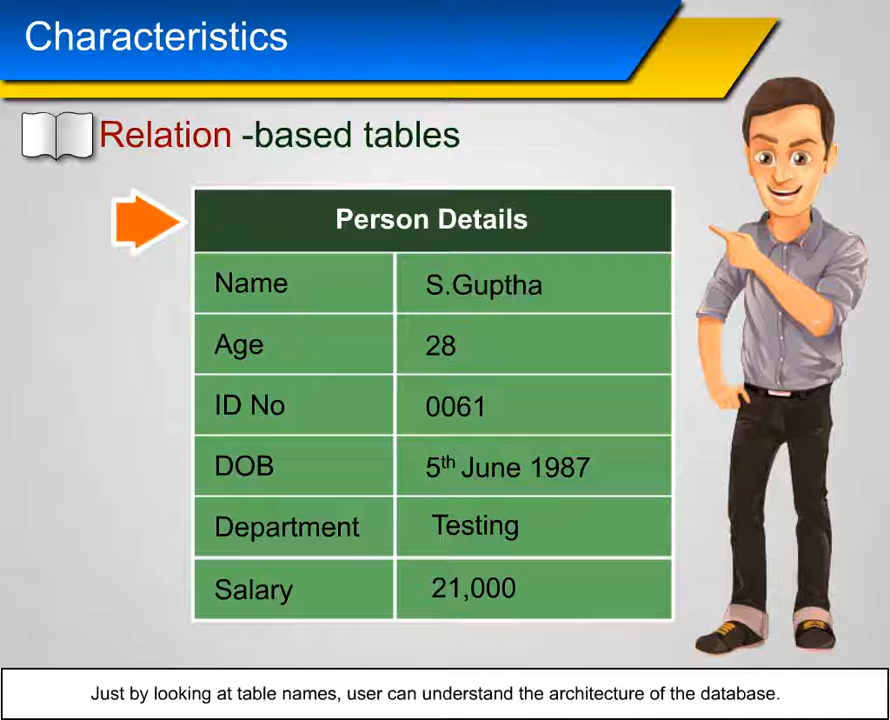 Characteristics
Relation -based tables
Person Details
Name S.Guptha
Age 28
ID No 0061
DOB 5th June 1987
Department Testing
Salary 21,000
Just by looking at table names, user can understand the architecture of the database.